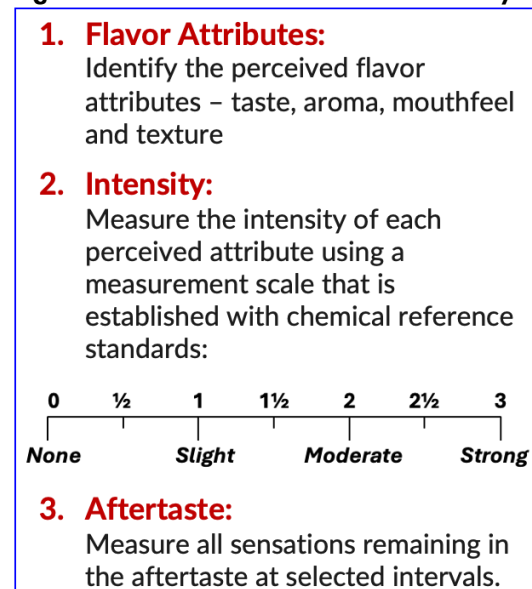 1. Flavor Attributes:
Identify the perceived flavor
attributes – taste, aroma, mouthfeel
and texture
2. Intensity:
Measure the intensity of each
perceived attribute using a
measurement scale that is
established with chemical reference
standards:
0 ½ 1 1½ 2 2½ 3
None Slight Moderate Strong
3. Aftertaste:
Measure all sensations remaining in
the aftertaste at selected intervals.